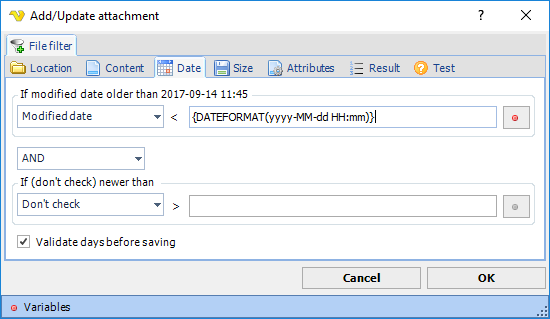 Add/Update attachment
?
File filter
Location Content Date Size Attributes Result Test
If modified date older than 2017-09-14 11:45
Modified date < {DATEFORMAT(yyyy-MM-dd HH:mm)}
AND
If (don't check) newer than
Don't check >
Validate days before saving
Cancel OK
Variables